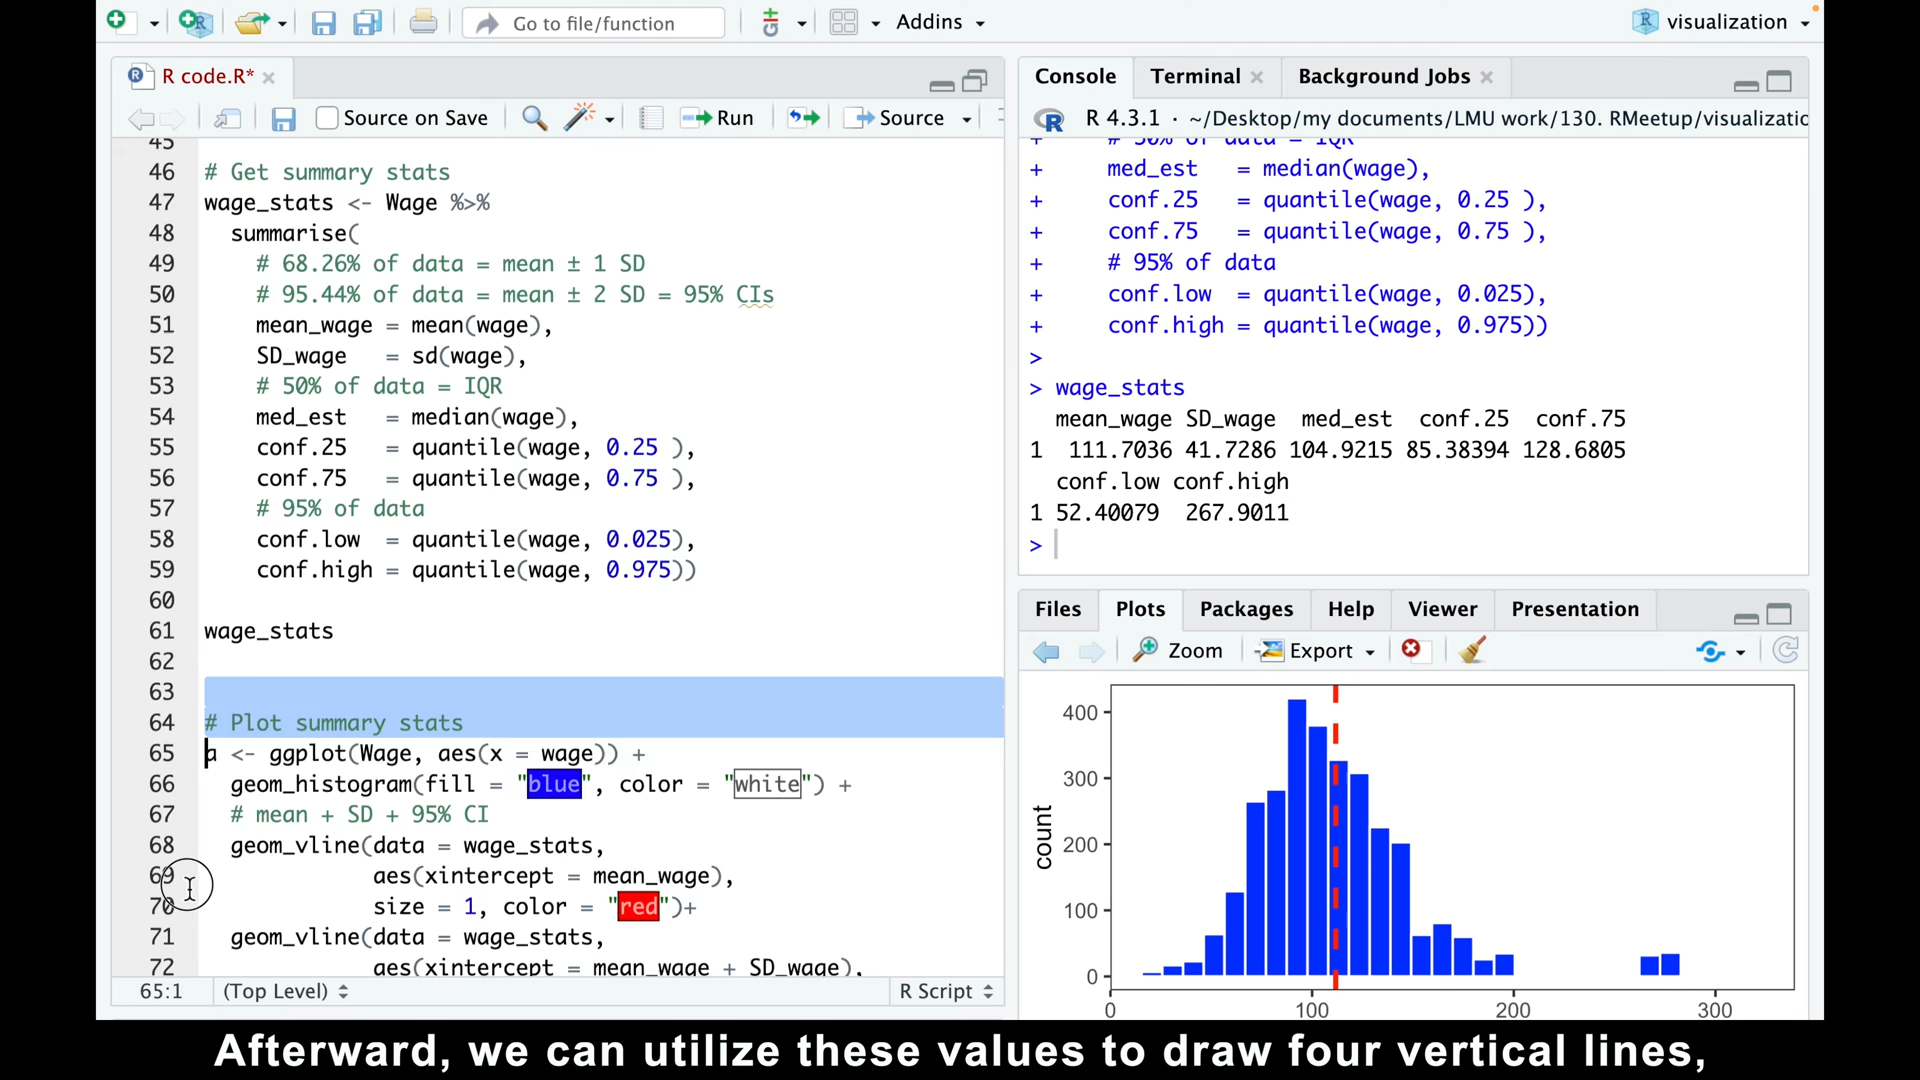 Go to file/function
Addins
visualization
R code.R*
Source on Save
Run
Source
45
46 # Get summary stats
47 wage_stats <- Wage %>%
48 summarise(
49 # 68.26% of data = mean ± 1 SD
50 # 95.44% of data = mean ± 2 SD = 95% CIs
51 mean_wage = mean(wage),
52 SD_wage = sd(wage),
53 # 50% of data = IQR
54 med_est = median(wage),
55 conf.25 = quantile(wage, 0.25 ),
56 conf.75 = quantile(wage, 0.75 ),
57 # 95% of data
58 conf.low = quantile(wage, 0.025),
59 conf.high = quantile(wage, 0.975))
60
61 wage_stats
62
63
64 # Plot summary stats
65 a <- ggplot(Wage, aes(x = wage)) +
66 geom_histogram(fill = "blue", color = "white") +
67 # mean + SD + 95% CI
68 geom_vline(data = wage_stats,
69 aes(xintercept = mean_wage),
70 size = 1, color = "red")+
71 geom_vline(data = wage_stats,
72 aes(xintercept = mean_wage + SD_wage),
65:1 (Top Level) R Script
Console Terminal Background Jobs
R 4.3.1 · ~/Desktop/my documents/LMU work/130. RMeetup/visualizatio
+ # 50% of data = IQR
+ med_est = median(wage),
+ conf.25 = quantile(wage, 0.25 ),
+ conf.75 = quantile(wage, 0.75 ),
+ # 95% of data
+ conf.low = quantile(wage, 0.025),
+ conf.high = quantile(wage, 0.975))
>
> wage_stats
mean_wage SD_wage med_est conf.25 conf.75
1 111.7036 41.7286 104.9215 85.38394 128.6805
conf.low conf.high
1 52.40079 267.9011
>
Files Plots Packages Help Viewer Presentation
Zoom Export
400
300
200
100
0
count
0 100 200 300
Afterward, we can utilize these values to draw four vertical lines,